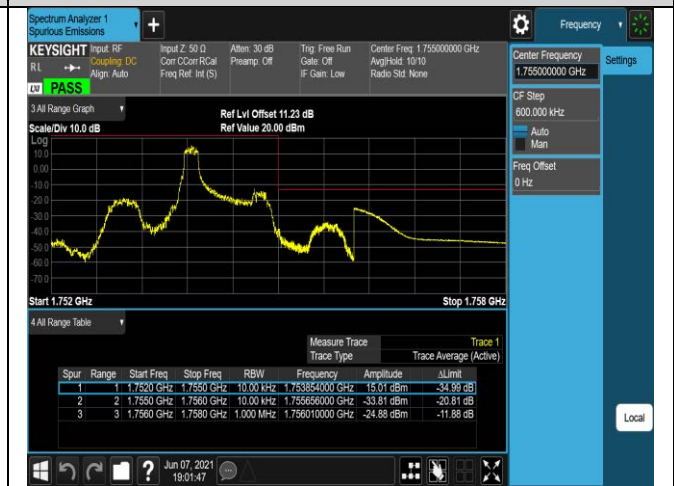 Spectrum Analyzer 1
Spurious Emissions
Frequency
KEYSIGHT Input: RF Input Z: 50 Ω Atten: 30 dB Trig: Free Run Center Freq: 1.755000000 GHz
RL Coupling: DC Corr CCorr RCal Preamp: Off Gate: Off Avg|Hold: 10/10
Align: Auto Freq Ref: Int (S) IF Gain: Low Radio Std: None
LXI PASS
Center Frequency
1.755000000 GHz
Settings
CF Step
600.000 kHz
Auto
Man
Freq Offset
0 Hz
3 All Range Graph
Ref Lvl Offset 11.23 dB
Scale/Div 10.0 dB Ref Value 20.00 dBm
Log
10.0
0.00
-10.0
-20.0
-30.0
-40.0
-50.0
-60.0
-70.0
Start 1.752 GHz Stop 1.758 GHz
4 All Range Table
Measure Trace Trace 1
Trace Type Trace Average (Active)
Spur Range Start Freq Stop Freq RBW Frequency Amplitude ΔLimit
1 1 1.7520 GHz 1.7550 GHz 10.00 kHz 1.753854000 GHz 15.01 dBm -34.99 dB
2 2 1.7550 GHz 1.7560 GHz 10.00 kHz 1.755656000 GHz -33.81 dBm -20.81 dB
3 3 1.7560 GHz 1.7580 GHz 1.000 MHz 1.756010000 GHz -24.88 dBm -11.88 dB
Local
Jun 07, 2021
19:01:47